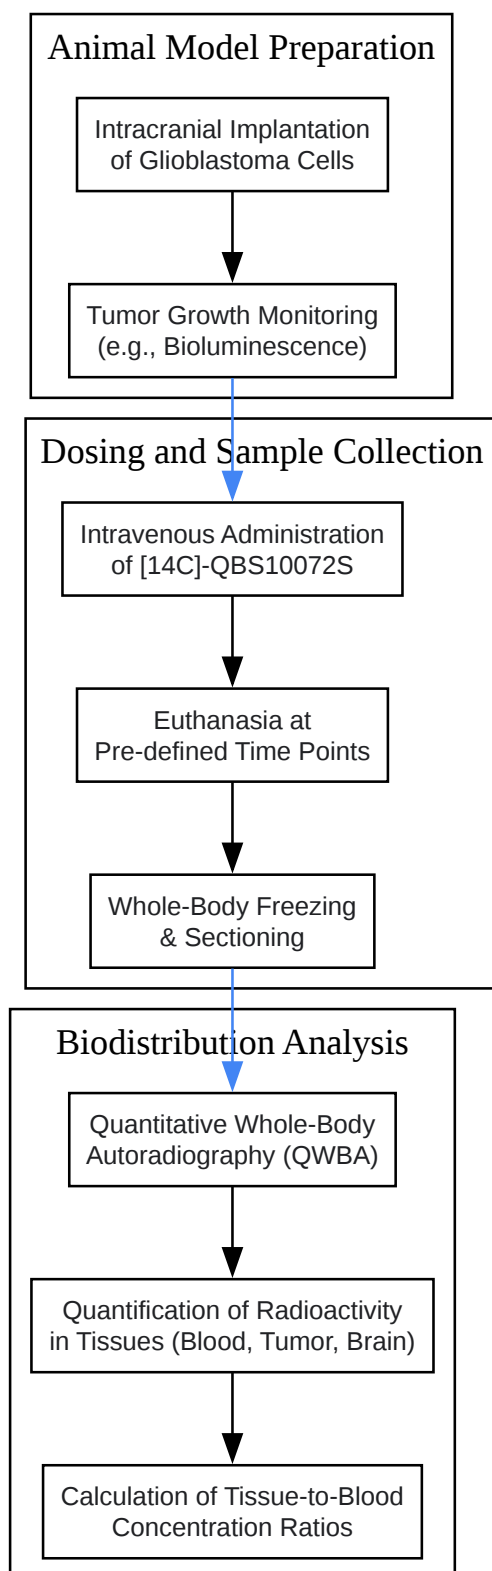 Animal Model Preparation
Intracranial Implantation
of Glioblastoma Cells
Tumor Growth Monitoring
(e.g., Bioluminescence)
Dosing and Sample Collection
Intravenous Administration
of [14C]-QBS10072S
Euthanasia at
Pre-defined Time Points
Whole-Body Freezing
& Sectioning
Biodistribution Analysis
Quantitative Whole-Body
Autoradiography (QWBA)
Quantification of Radioactivity
in Tissues (Blood, Tumor, Brain)
Calculation of Tissue-to-Blood
Concentration Ratios